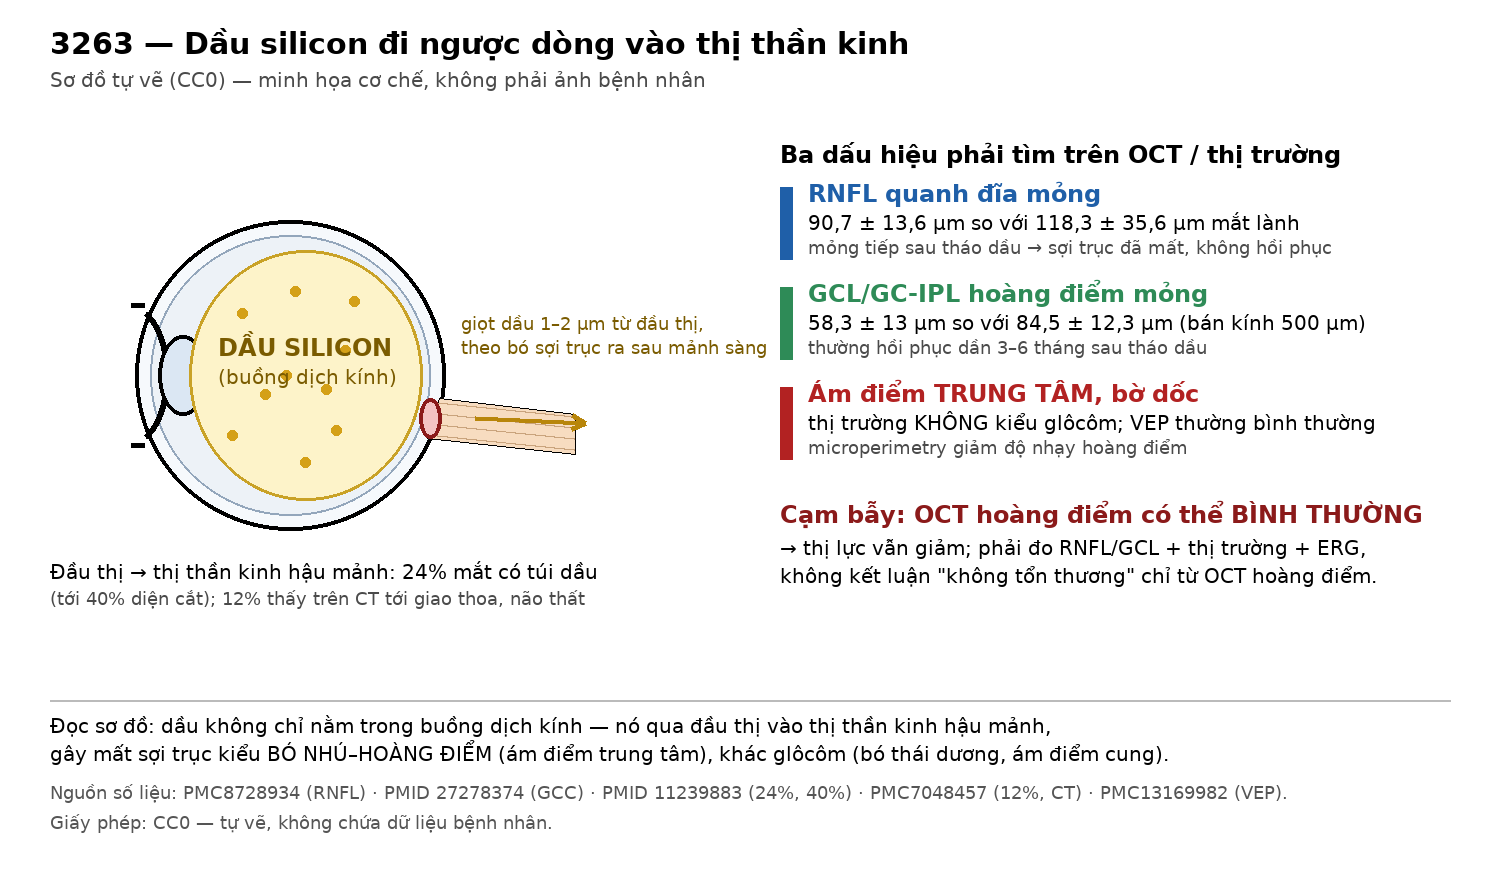 3263 — Dầu silicon đi ngược dòng vào thị thần kinh
Sơ đồ tự vẽ (CC0) — minh họa cơ chế, không phải ảnh bệnh nhân
DẦU SILICON
(buồng dịch kính)
giọt dầu 1–2 µm từ đầu thị,
theo bó sợi trục ra sau mảnh sàng
Đầu thị → thị thần kinh hậu mảnh: 24% mắt có túi dầu
(tới 40% diện cắt); 12% thấy trên CT tới giao thoa, não thất
Ba dấu hiệu phải tìm trên OCT / thị trường
RNFL quanh đĩa mỏng
90,7 ± 13,6 µm so với 118,3 ± 35,6 µm mắt lành
mỏng tiếp sau tháo dầu → sợi trục đã mất, không hồi phục
GCL/GC-IPL hoàng điểm mỏng
58,3 ± 13 µm so với 84,5 ± 12,3 µm (bán kính 500 µm)
thường hồi phục dần 3–6 tháng sau tháo dầu
Ám điểm TRUNG TÂM, bờ dốc
thị trường KHÔNG kiểu glôcôm; VEP thường bình thường
microperimetry giảm độ nhạy hoàng điểm
Cạm bẫy: OCT hoàng điểm có thể BÌNH THƯỜNG
→ thị lực vẫn giảm; phải đo RNFL/GCL + thị trường + ERG,
không kết luận "không tổn thương" chỉ từ OCT hoàng điểm.
Đọc sơ đồ: dầu không chỉ nằm trong buồng dịch kính — nó qua đầu thị vào thị thần kinh hậu mảnh,
gây mất sợi trục kiểu BÓ NHÚ–HOÀNG ĐIỂM (ám điểm trung tâm), khác glôcôm (bó thái dương, ám điểm cung).
Nguồn số liệu: PMC8728934 (RNFL) · PMID 27278374 (GCC) · PMID 11239883 (24%, 40%) · PMC7048457 (12%, CT) · PMC13169982 (VEP).
Giấy phép: CC0 — tự vẽ, không chứa dữ liệu bệnh nhân.